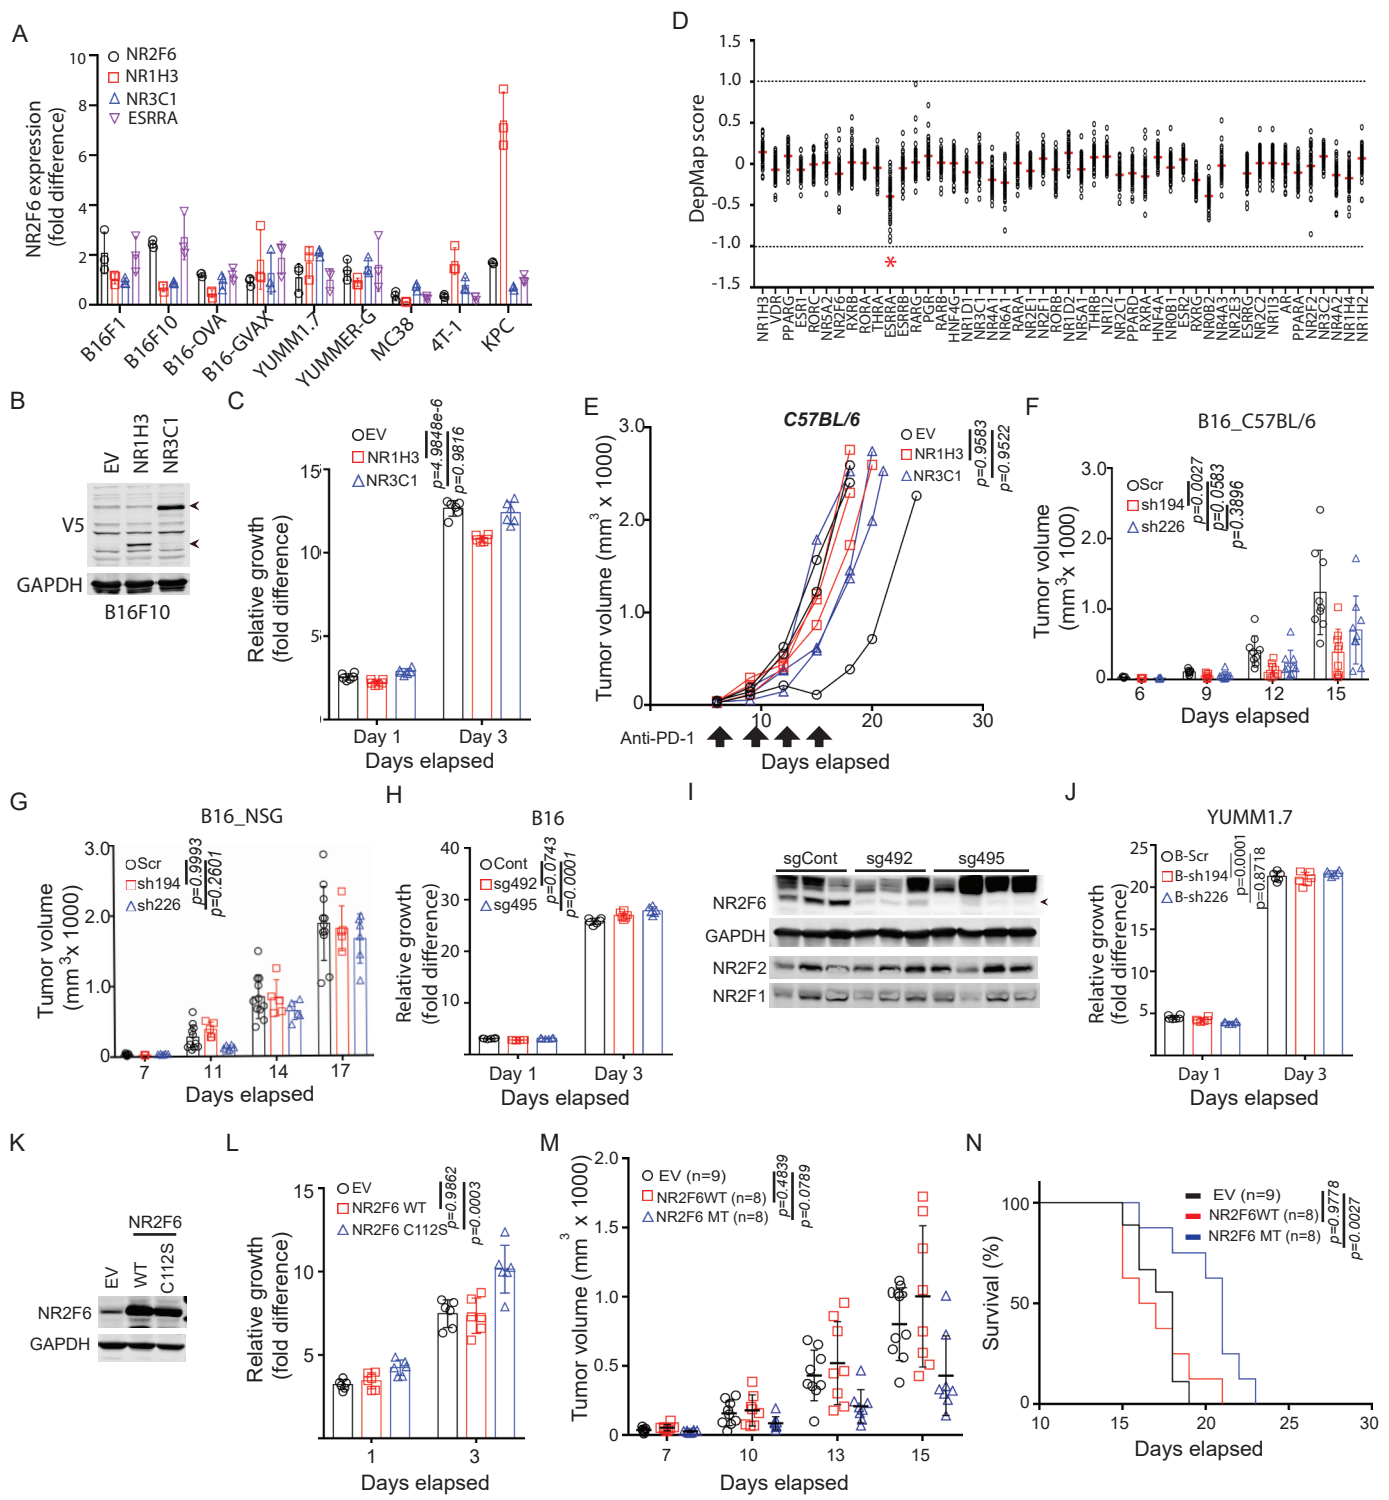 A
NR2F6 expression
(fold difference)
10
8
6
4
2
0
NR2F6
NR1H3
NR3C1
ESRRA
B16F1
B16F10
B16-OVA
B16-GVAX
YUMM1.7
YUMMER-G
MC38
4T-1
KPC
D
DepMap score
1.5
1.0
0.5
0
-0.5
-1.0
-1.5
*
NR1H3
VDR
PPARG
ESR1
RORC
NR5A2
NR2F6
RXRB
RORA
THRA
ESRRA
ESRRB
RARG
PGR
RARB
HNF4G
NR1D1
NR3C1
NR4A1
NR6A1
RARA
NR2E1
NR2F1
RORB
NR1D2
NR5A1
THRB
NR1I2
NR2C1
PPARD
RXRA
HNF4A
NR0B1
ESR2
RXRG
NR0B2
NR4A3
NR2E3
ESRRG
NR2C2
NR1I3
AR
PPARA
NR2F2
NR3C2
NR4A2
NR1H4
NR1H2
B
EV
NR1H3
NR3C1
V5
GAPDH
B16F10
C
EV
NR1H3
NR3C1
p=4.9848e-6
p=0.9816
Relative growth
(fold difference)
15
10
5
Day 1
Day 3
Days elapsed
E
C57BL/6
EV
NR1H3
NR3C1
p=0.9583
p=0.9522
Tumor volume (mm³ x 1000)
3.0
2.0
1.0
0
10
20
30
Anti-PD-1
Days elapsed
F
B16_C57BL/6
Scr
sh194
sh226
p=0.0027
p=0.0583
p=0.3896
Tumor volume
(mm³x 1000)
3.0
2.0
1.0
0
6
9
12
15
Days elapsed
G
B16_NSG
Scr
sh194
sh226
p=0.9993
p=0.2601
Tumor volume
(mm³x 1000)
3.0
2.0
1.0
0
7
11
14
17
Days elapsed
H
B16
Cont
sg492
sg495
p=0.0743
p=0.0001
Relative growth
(fold difference)
40
30
20
10
Day 1
Day 3
Days elapsed
I
sgCont
sg492
sg495
NR2F6
GAPDH
NR2F2
NR2F1
J
YUMM1.7
B-Scr
B-sh194
B-sh226
p=0.0001
p=0.8718
Relative growth
(fold difference)
25
20
15
10
5
Day 1
Day 3
Days elapsed
K
NR2F6
EV
WT
C112S
NR2F6
GAPDH
L
EV
NR2F6 WT
NR2F6 C112S
p=0.9862
p=0.0003
Relative growth
(fold difference)
15
10
5
1
3
Days elapsed
M
EV (n=9)
NR2F6WT (n=8)
NR2F6 MT (n=8)
p=0.4839
p=0.0789
Tumor volume (mm³ x 1000)
2.0
1.5
1.0
0.5
0
7
10
13
15
Days elapsed
N
EV (n=9)
NR2F6WT (n=8)
NR2F6 MT (n=8)
p=0.9778
p=0.0027
Survival (%)
100
50
0
10
15
20
25
30
Days elapsed